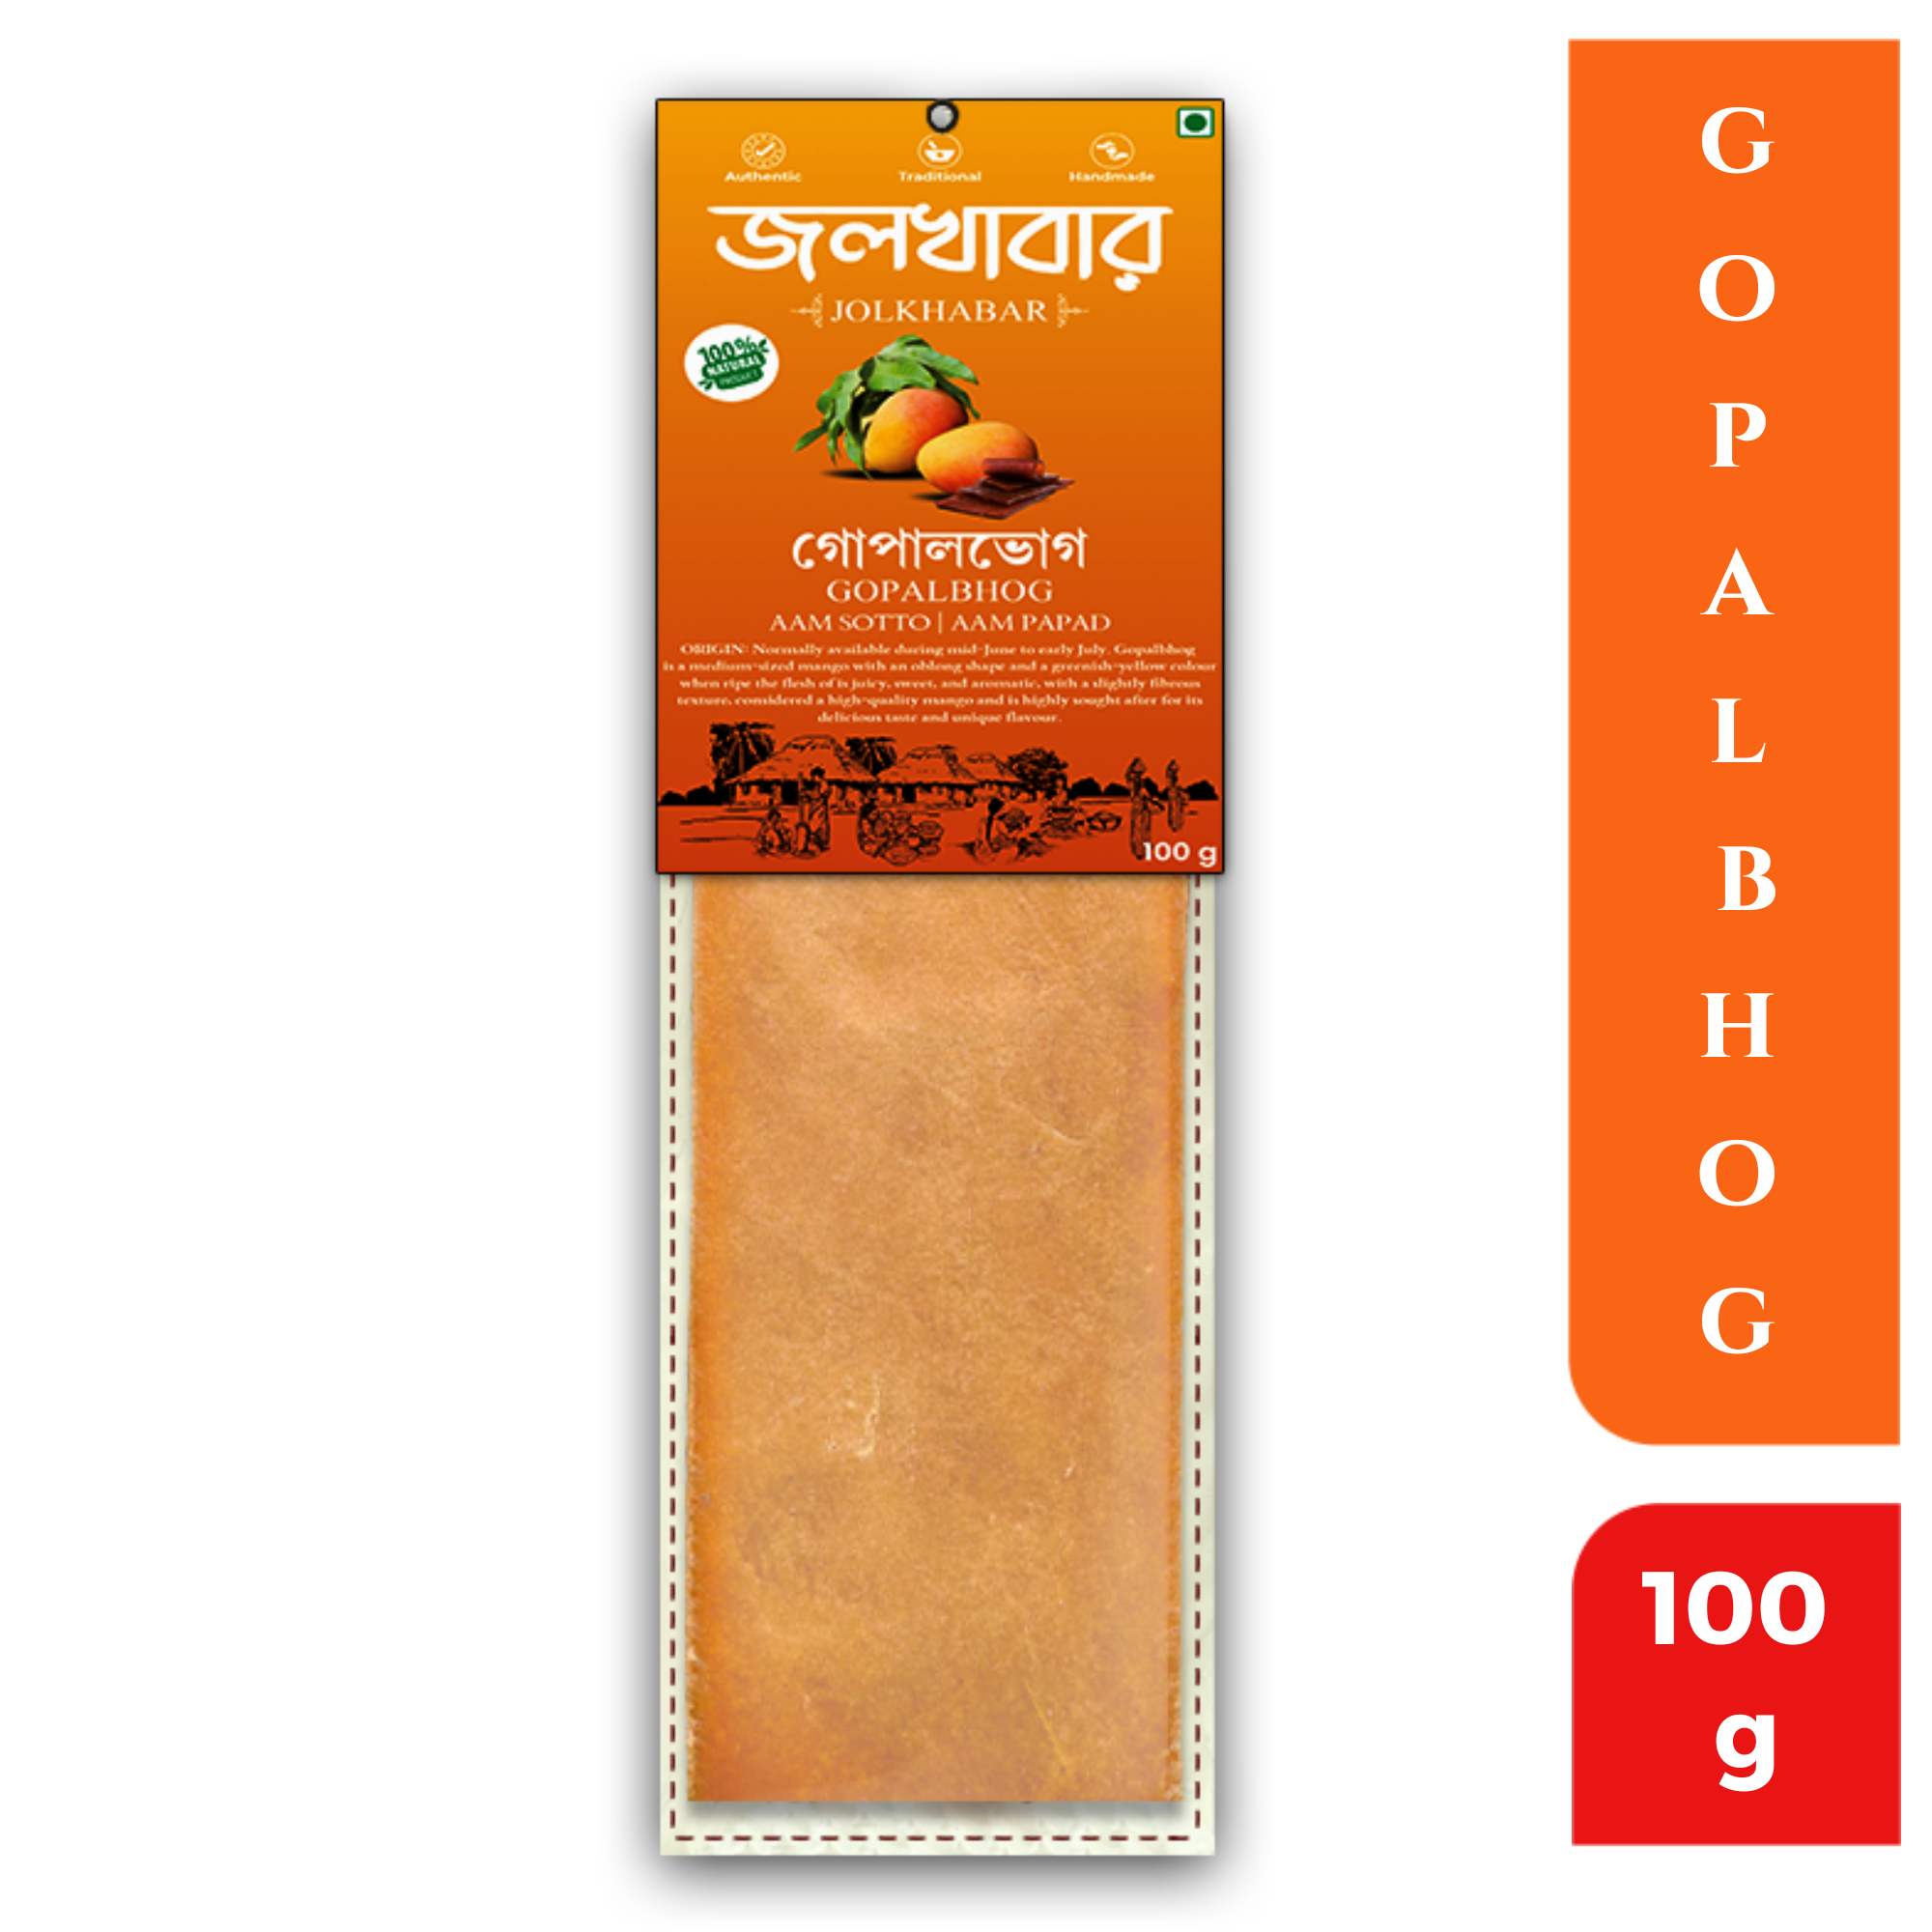 Authentic
Traditional
Handmade
জলখাবার
JOLKHABAR
100%
NATURAL
PRODUCT
গোপালভোগ
GOPALBHOG
AAM SOTTO | AAM PAPAD
ORIGIN: Normally available during mid-June to early July. Gopalbhog
is a medium-sized mango with an oblong shape and a greenish-yellow colour
when ripe the flesh of is juicy, sweet, and aromatic, with a slightly fibrous
texture, considered a high-quality mango and is highly sought after for its
delicious taste and unique flavour.
100 g
G
O
P
A
L
B
H
O
G
100
g